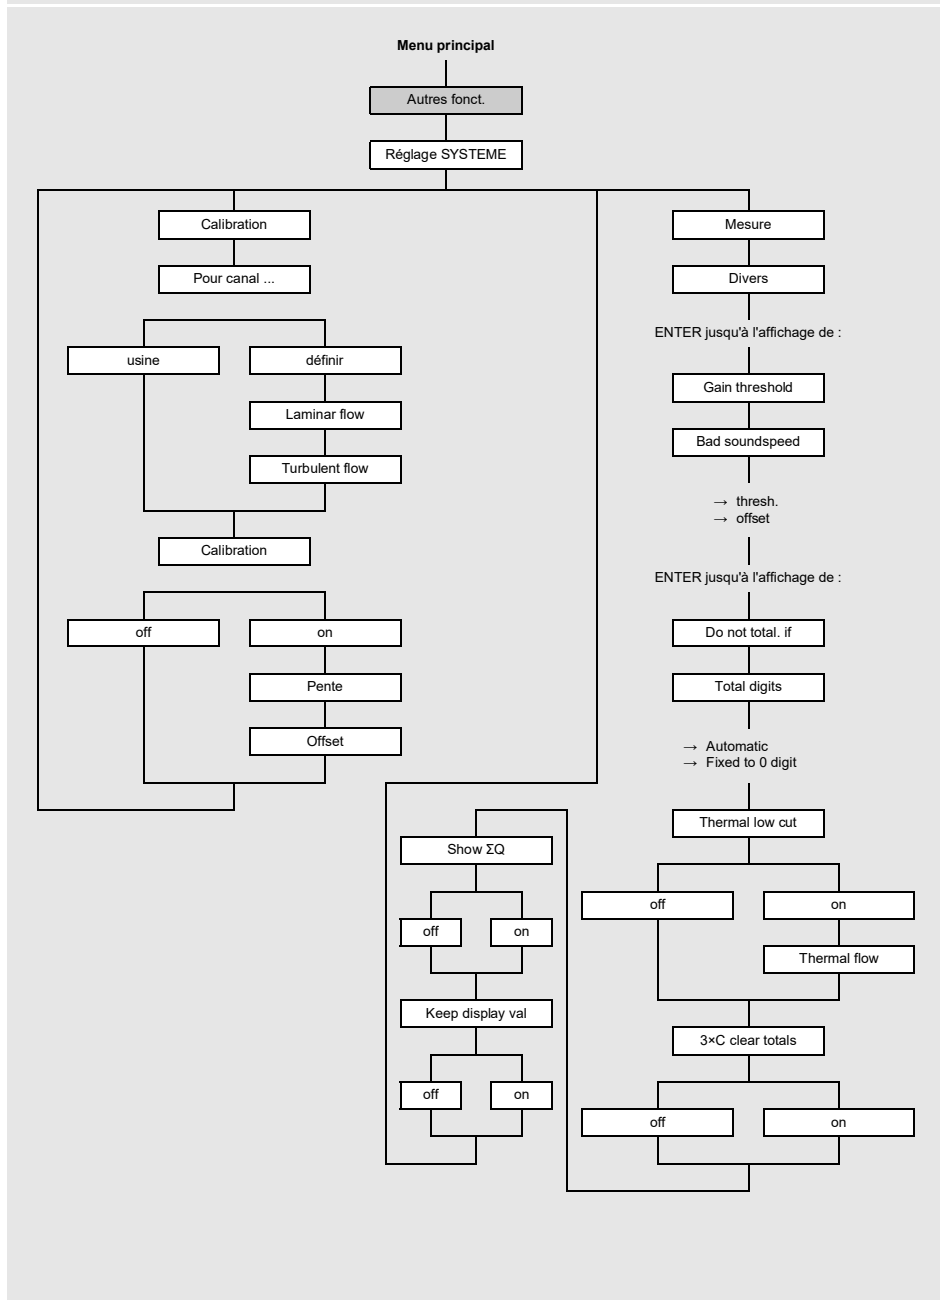 Menu principal
Autres fonct.
Réglage SYSTEME
Calibration
Pour canal ...
usine
définir
Laminar flow
Turbulent flow
Calibration
off
on
Pente
Offset
Mesure
Divers
ENTER jusqu'à l'affichage de :
Gain threshold
Bad soundspeed
→ thresh.
→ offset
ENTER jusqu'à l'affichage de :
Do not total. if
Total digits
→ Automatic
→ Fixed to 0 digit
Thermal low cut
off
on
Thermal flow
3×C clear totals
off
on
Show ΣQ
off
on
Keep display val
off
on